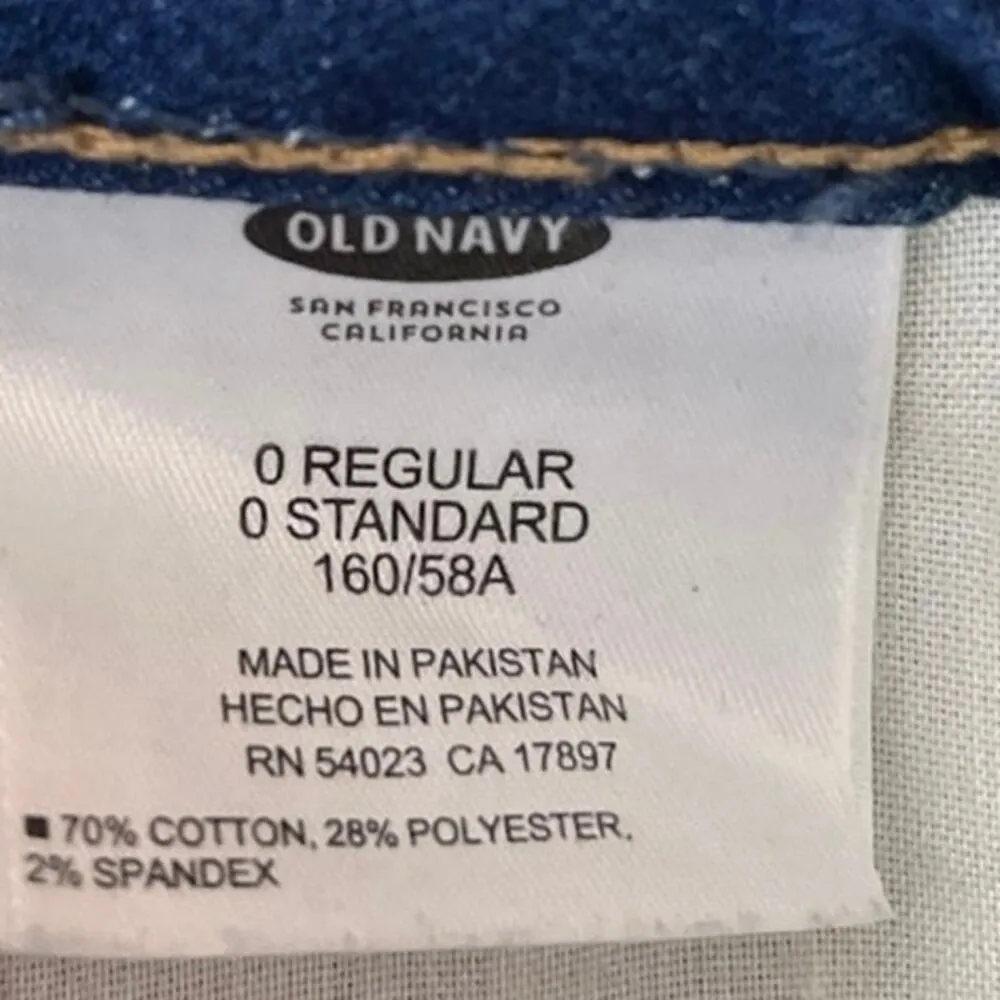 OLD NAVY
SAN FRANCISCO
CALIFORNIA
0 REGULAR
0 STANDARD
160/58A
MADE IN PAKISTAN
HECHO EN PAKISTAN
RN 54023 CA 17897
■ 70% COTTON, 28% POLYESTER,
2% SPANDEX